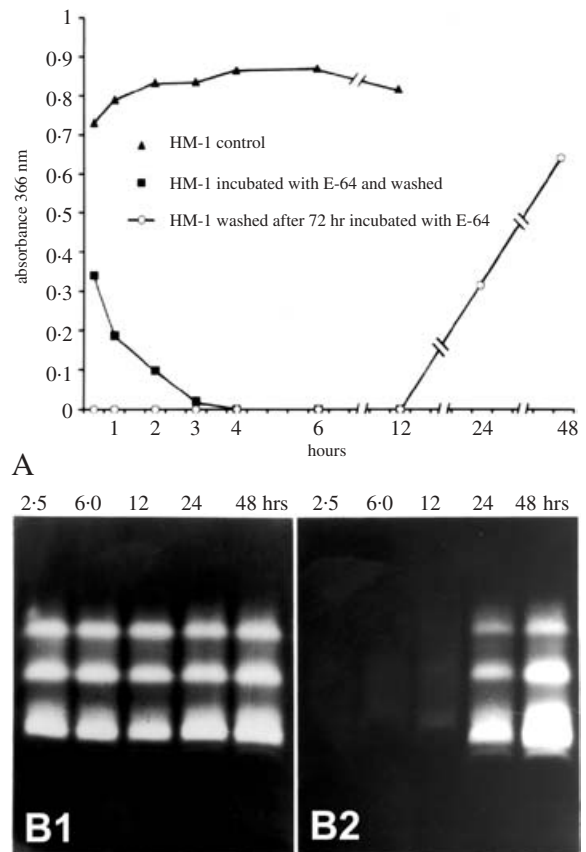 1
0·9
0·8
0·7
0·6
0·5
0·4
0·3
0·2
0·1
0
absorbance 366 nm
HM-1 control
HM-1 incubated with E-64 and washed
HM-1 washed after 72 hr incubated with E-64
1 2 3 4 6 12 24 48
hours
A
2·5 6·0 12 24 48 hrs 2·5 6·0 12 24 48 hrs
B1 B2